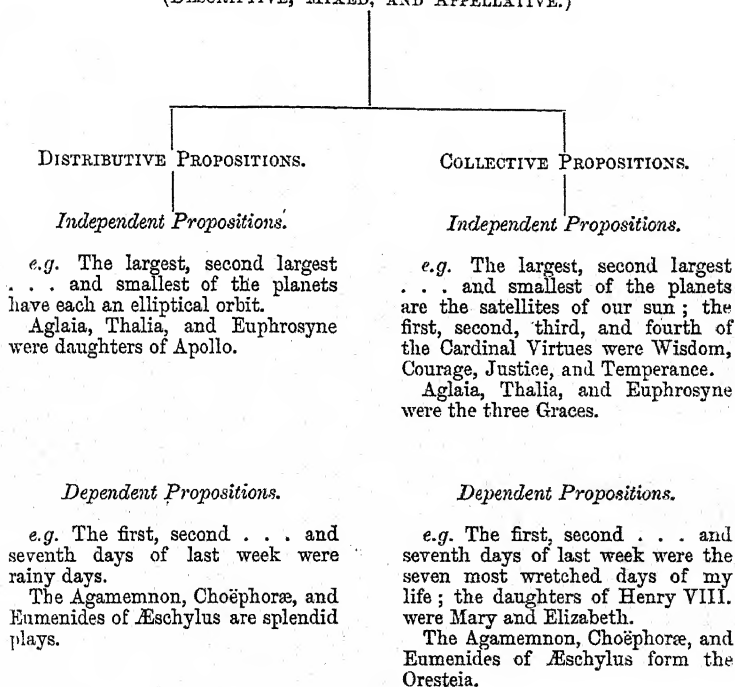 (DESCRIPTIVE, MIXED, AND APPELLATIVE.)
DISTRIBUTIVE PROPOSITIONS.
Independent Propositions.
e.g. The largest, second largest
. . . and smallest of the planets
have each an elliptical orbit.
Aglaia, Thalia, and Euphrosyne
were daughters of Apollo.
Dependent Propositions.
e.g. The first, second . . . and
seventh days of last week were
rainy days.
The Agamemnon, Choëphoræ, and
Eumenides of Æschylus are splendid
plays.
COLLECTIVE PROPOSITIONS.
Independent Propositions.
e.g. The largest, second largest
. . . and smallest of the planets
are the satellites of our sun ; the
first, second, third, and fourth of
the Cardinal Virtues were Wisdom,
Courage, Justice, and Temperance.
Aglaia, Thalia, and Euphrosyne
were the three Graces.
Dependent Propositions.
e.g. The first, second . . . and
seventh days of last week were the
seven most wretched days of my
life ; the daughters of Henry VIII.
were Mary and Elizabeth.
The Agamemnon, Choëphoræ, and
Eumenides of Æschylus form the
Oresteia.